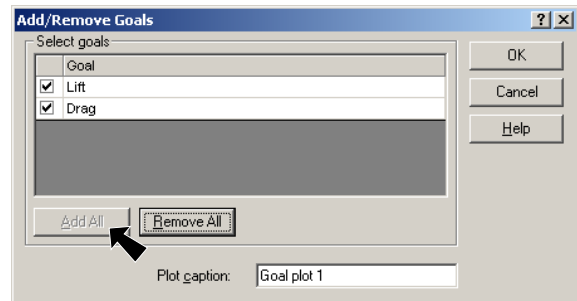 Add/Remove Goals
Select goals
Goal
Lift
Drag
Add All
Remove All
Plot caption: Goal plot 1
OK
Cancel
Help